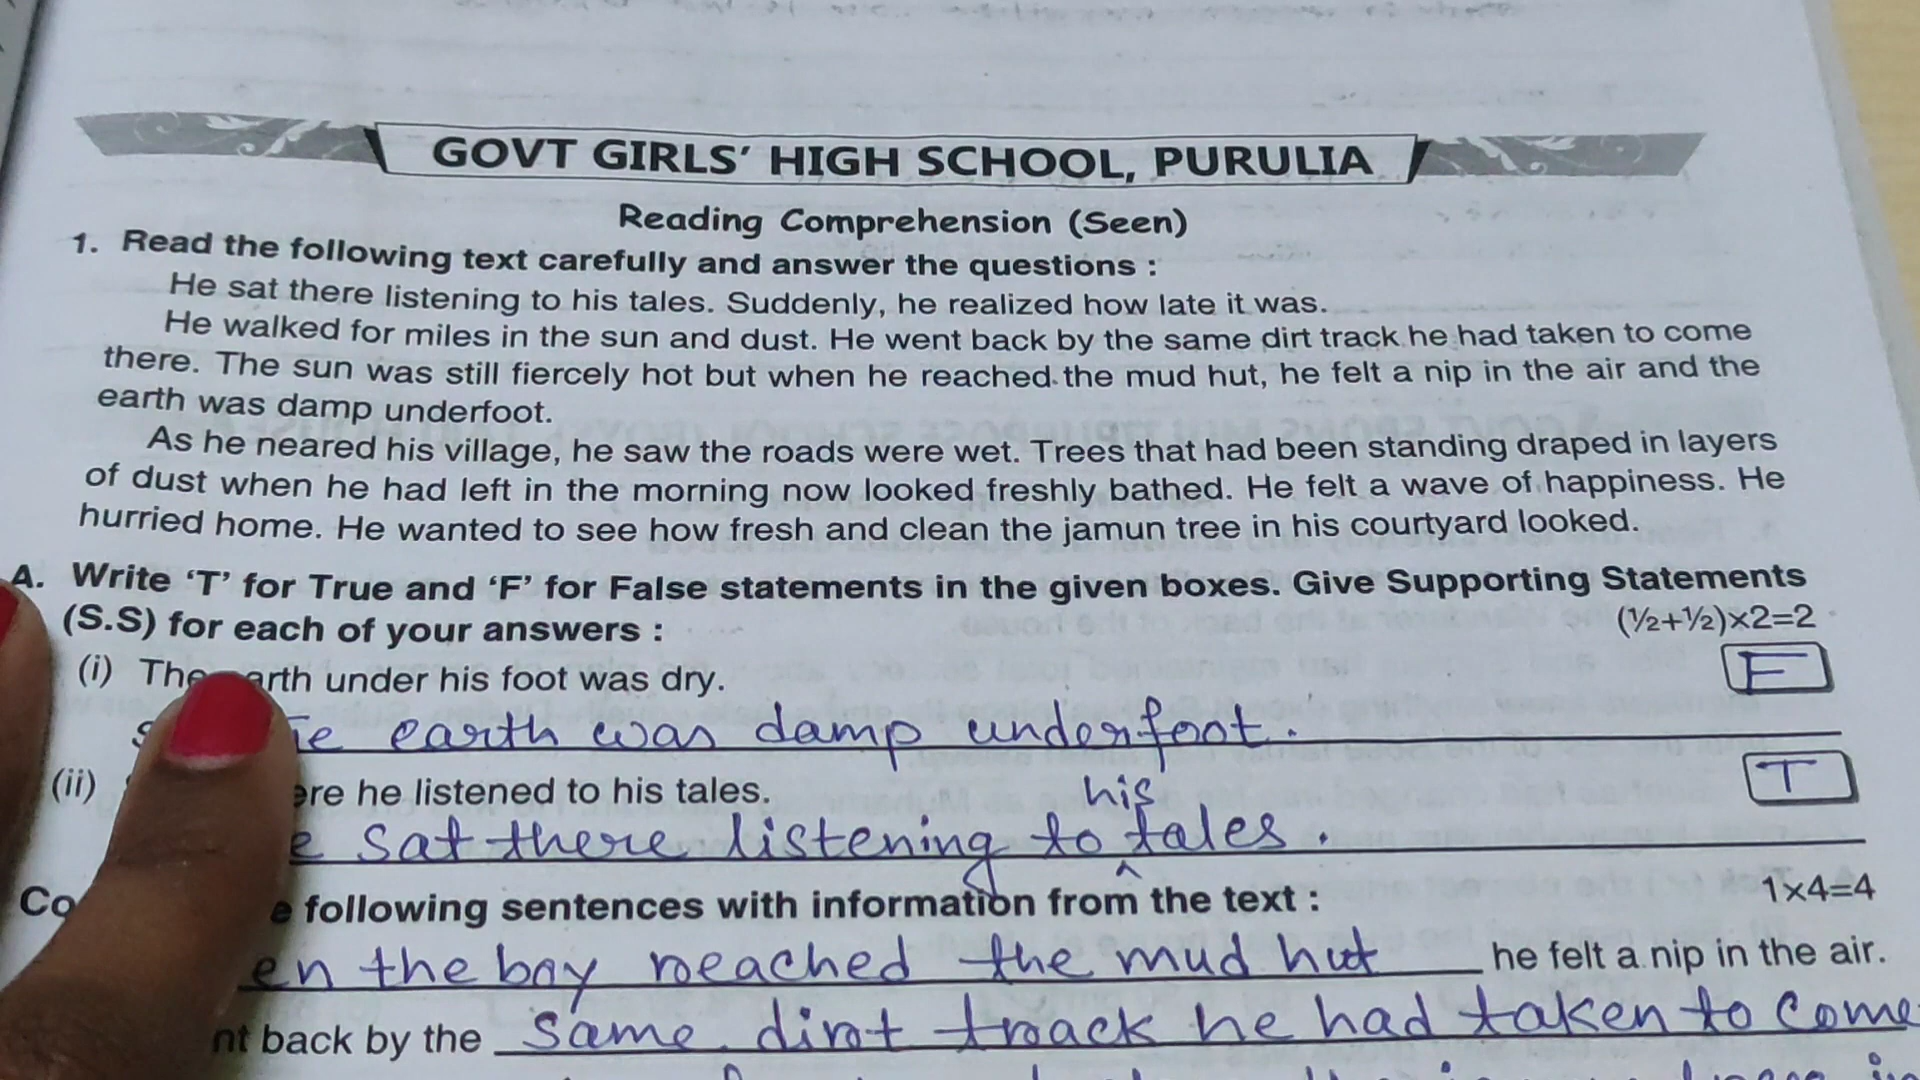 GOVT GIRLS' HIGH SCHOOL, PURULIA
Reading Comprehension (Seen)
1. Read the following text carefully and answer the questions :
He sat there listening to his tales. Suddenly, he realized how late it was.
He walked for miles in the sun and dust. He went back by the same dirt track he had taken to come
there. The sun was still fiercely hot but when he reached the mud hut, he felt a nip in the air and the
earth was damp underfoot.
As he neared his village, he saw the roads were wet. Trees that had been standing draped in layers
of dust when he had left in the morning now looked freshly bathed. He felt a wave of happiness. He
hurried home. He wanted to see how fresh and clean the jamun tree in his courtyard looked.
A. Write 'T' for True and 'F' for False statements in the given boxes. Give Supporting Statements
(S.S) for each of your answers : (½+½)×2=2
(i) The arth under his foot was dry. F
earth was damp underfoot.
(ii) ere he listened to his tales. T
his
e sat there listening to ^ tales.
e following sentences with information from the text : 1×4=4
en the boy reached the mud hut he felt a nip in the air.
nt back by the same dirt track he had taken to come